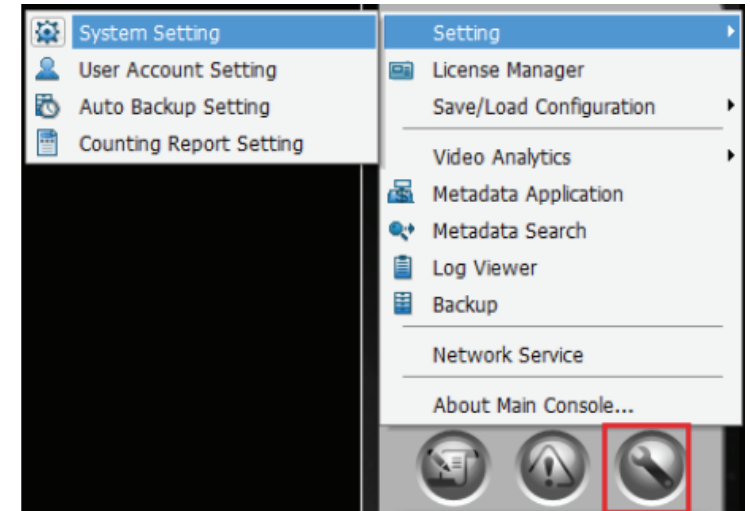 System Setting
User Account Setting
Auto Backup Setting
Counting Report Setting
Setting
License Manager
Save/Load Configuration
Video Analytics
Metadata Application
Metadata Search
Log Viewer
Backup
Network Service
About Main Console...